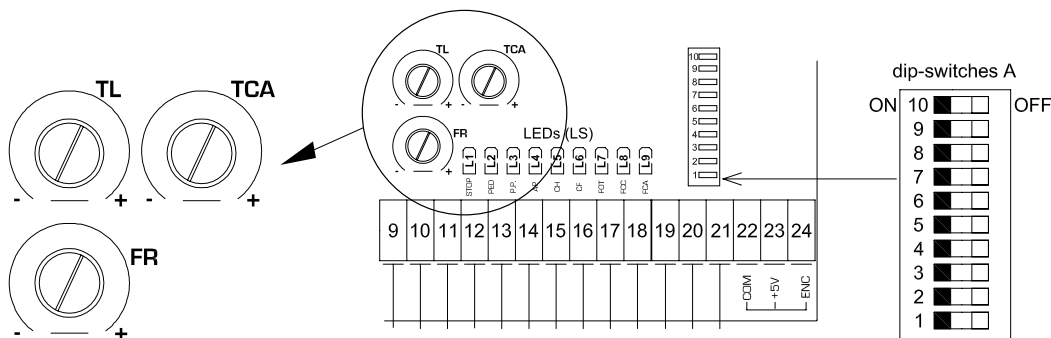 TL TCA
- + - +
FR
- +
TL TCA
- + - +
FR
- +
LEDs (LS)
L1 L2 L3 L4 L5 L6 L7 L8 L9
STOP PED P.P. AP CH CF FOT FCC FCA
10
9
8
7
6
5
4
3
2
1
9 10 11 12 13 14 15 16 17 18 19 20 21 22 23 24
COM +5V ENC
dip-switches A
ON 10 OFF
9
8
7
6
5
4
3
2
1